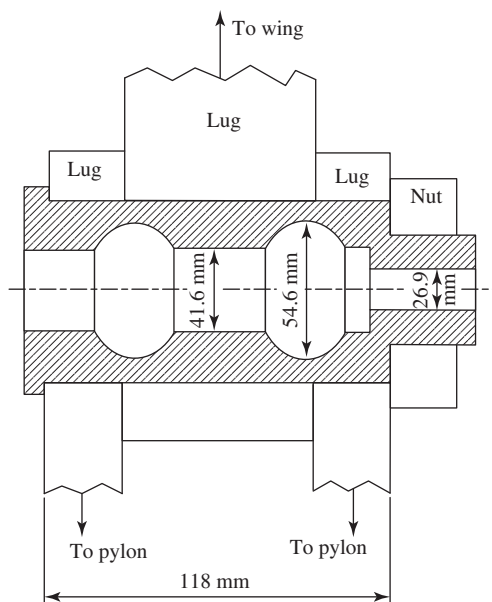 To wing
Lug
Lug
Lug
Nut
41.6 mm
54.6 mm
26.9
mm
To pylon
To pylon
118 mm